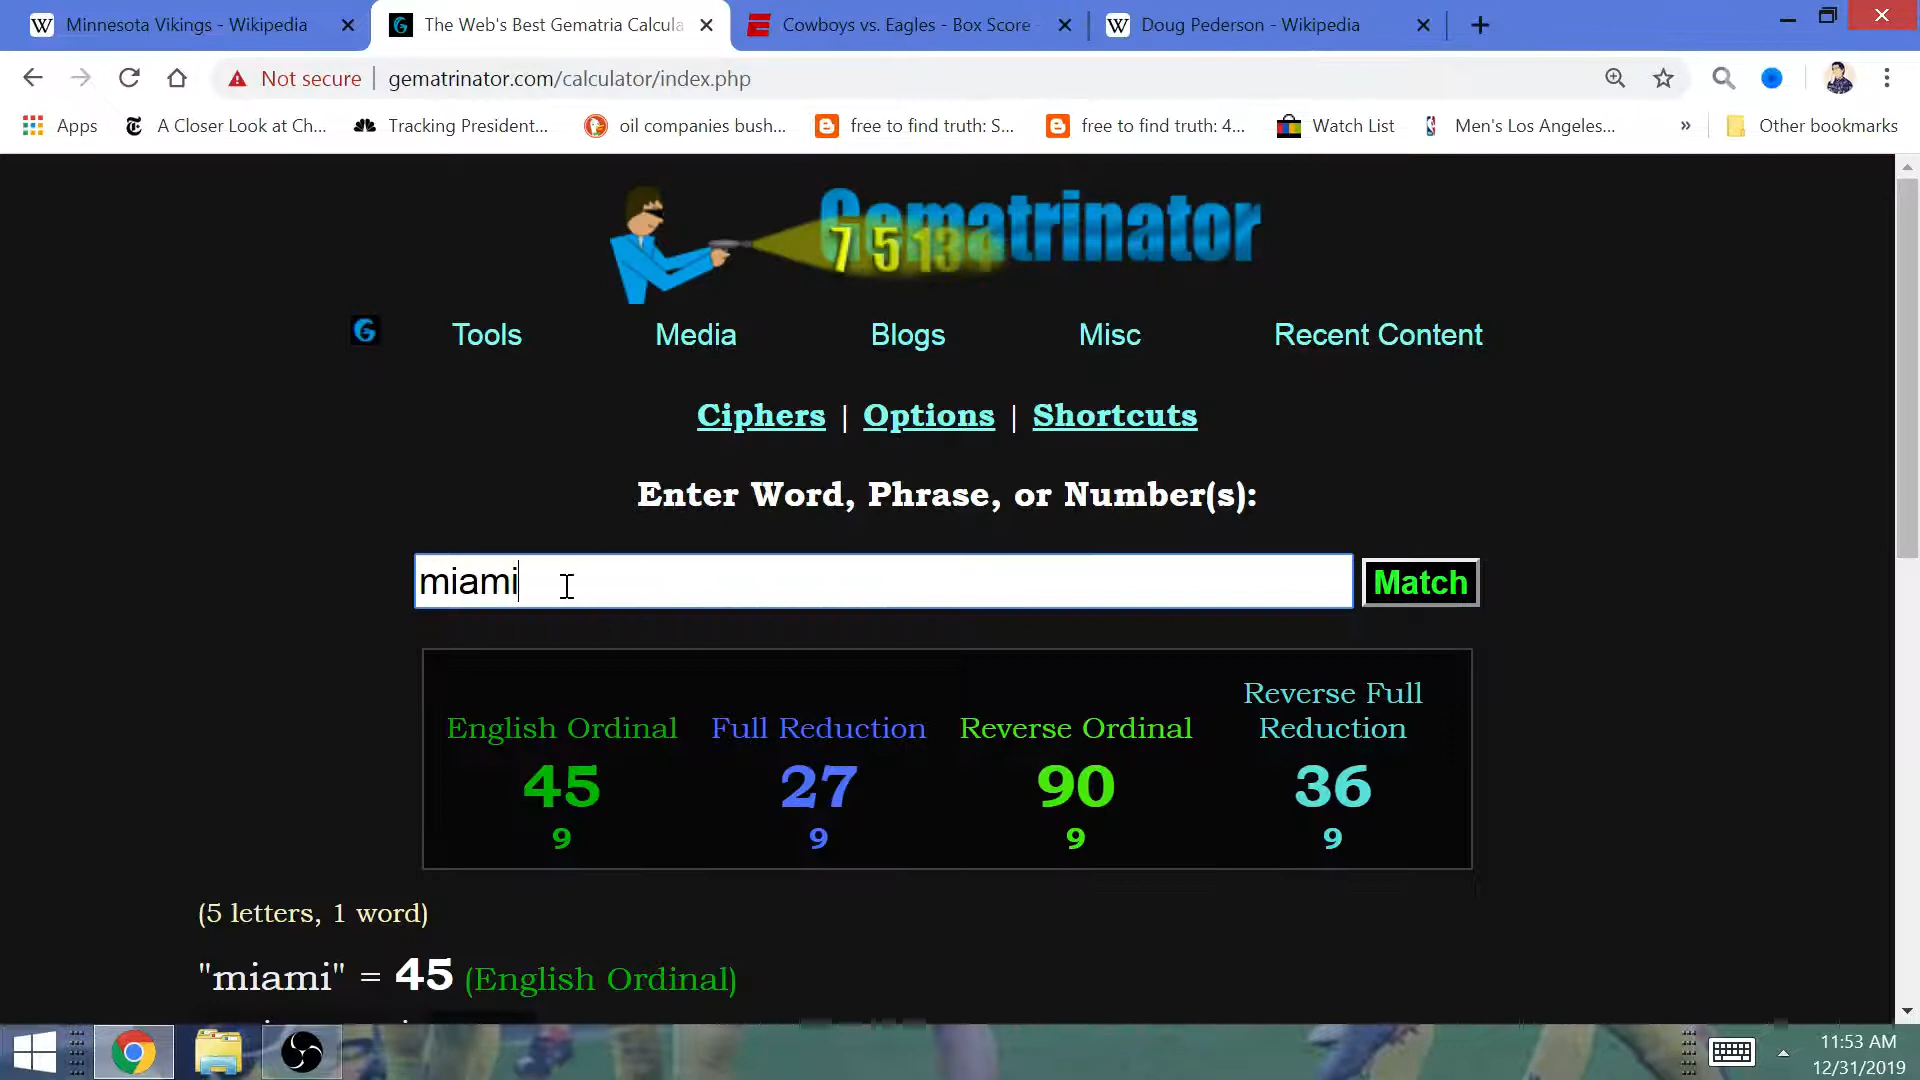 Minnesota Vikings - Wikipedia
The Web's Best Gematria Calcula
Cowboys vs. Eagles - Box Score -
Doug Pederson - Wikipedia
Not secure gematrinator.com/calculator/index.php
Apps A Closer Look at Ch... Tracking President... oil companies bush... free to find truth: S... free to find truth: 4... Watch List Men's Los Angeles... » Other bookmarks
Gematrinator
7 5 13
Tools Media Blogs Misc Recent Content
Ciphers | Options | Shortcuts
Enter Word, Phrase, or Number(s):
miami Match
English Ordinal
45
9
Full Reduction
27
9
Reverse Ordinal
90
9
Reverse Full
Reduction
36
9
(5 letters, 1 word)
"miami" = 45 (English Ordinal)
11:53 AM
12/31/2019